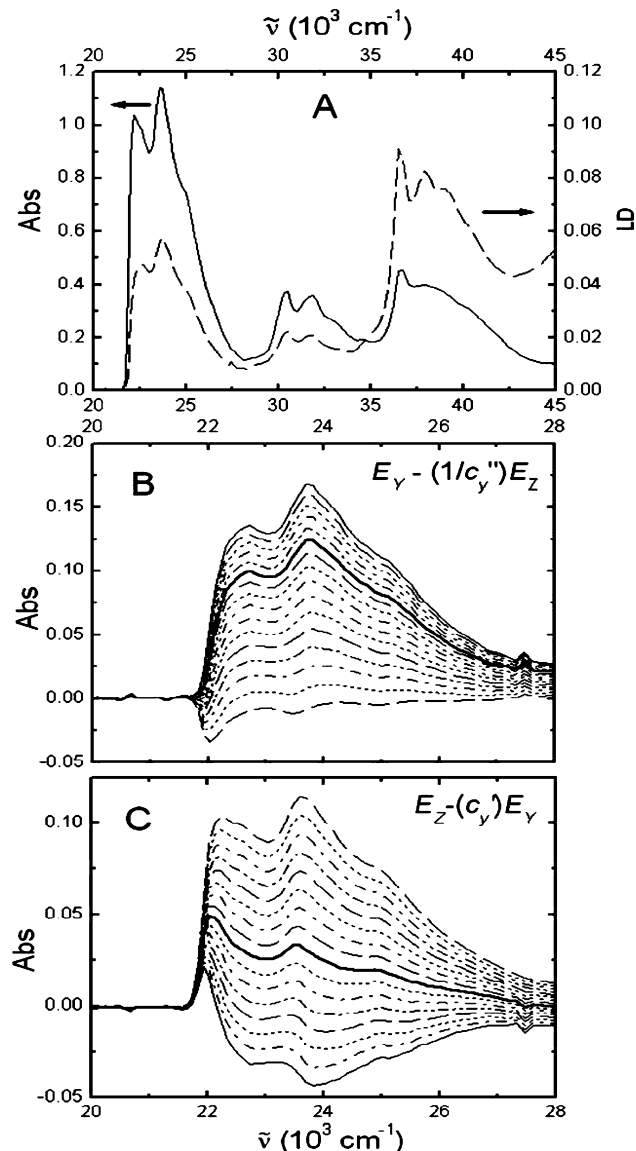 ṽ (10³ cm⁻¹)
20 25 30 35 40 45
1.2 0.12
A
1.0 0.10
0.8 0.08
Abs LD
0.6 0.06
0.4 0.04
0.2 0.02
0.0 0.00
20 25 30 35 40 45
20 22 24 26 28
0.20
B E_Y - (1/c_y'')E_Z
0.15
0.10
Abs
0.05
0.00
-0.05
C E_Z-(c_y')E_Y
0.10
0.05
Abs
0.00
-0.05
20 22 24 26 28
ṽ (10³ cm⁻¹)